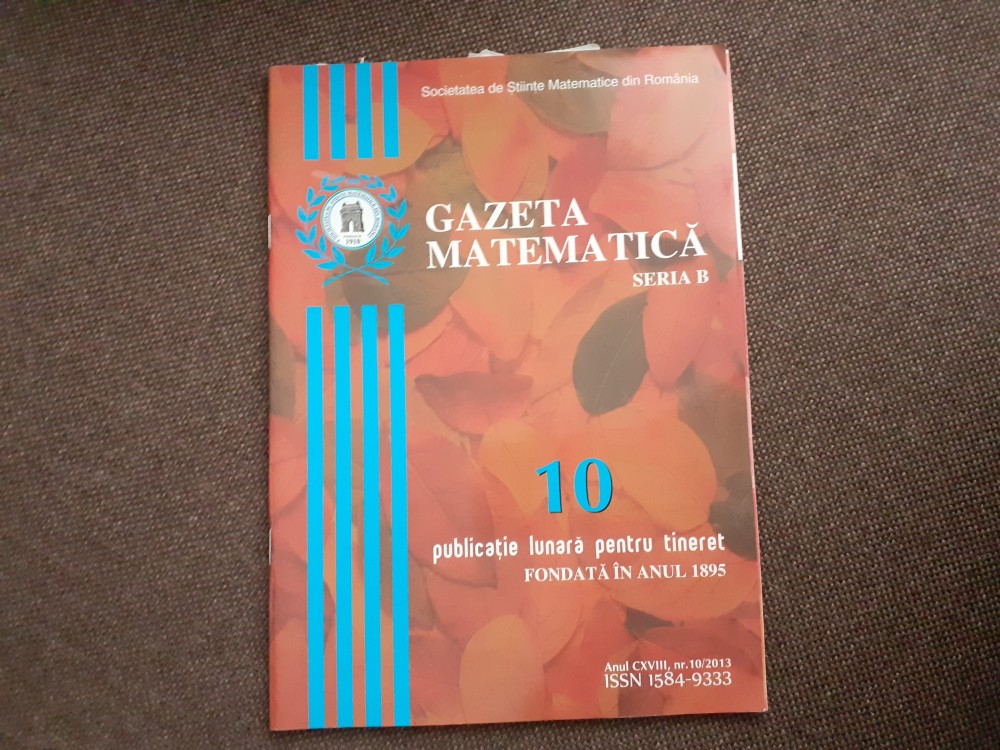 Societatea de Științe Matematice din România
GAZETA
MATEMATICĂ
SERIA B
10
publicație lunară pentru tineret
FONDATĂ ÎN ANUL 1895
Anul CXVIII, nr.10/2013
ISSN 1584-9333